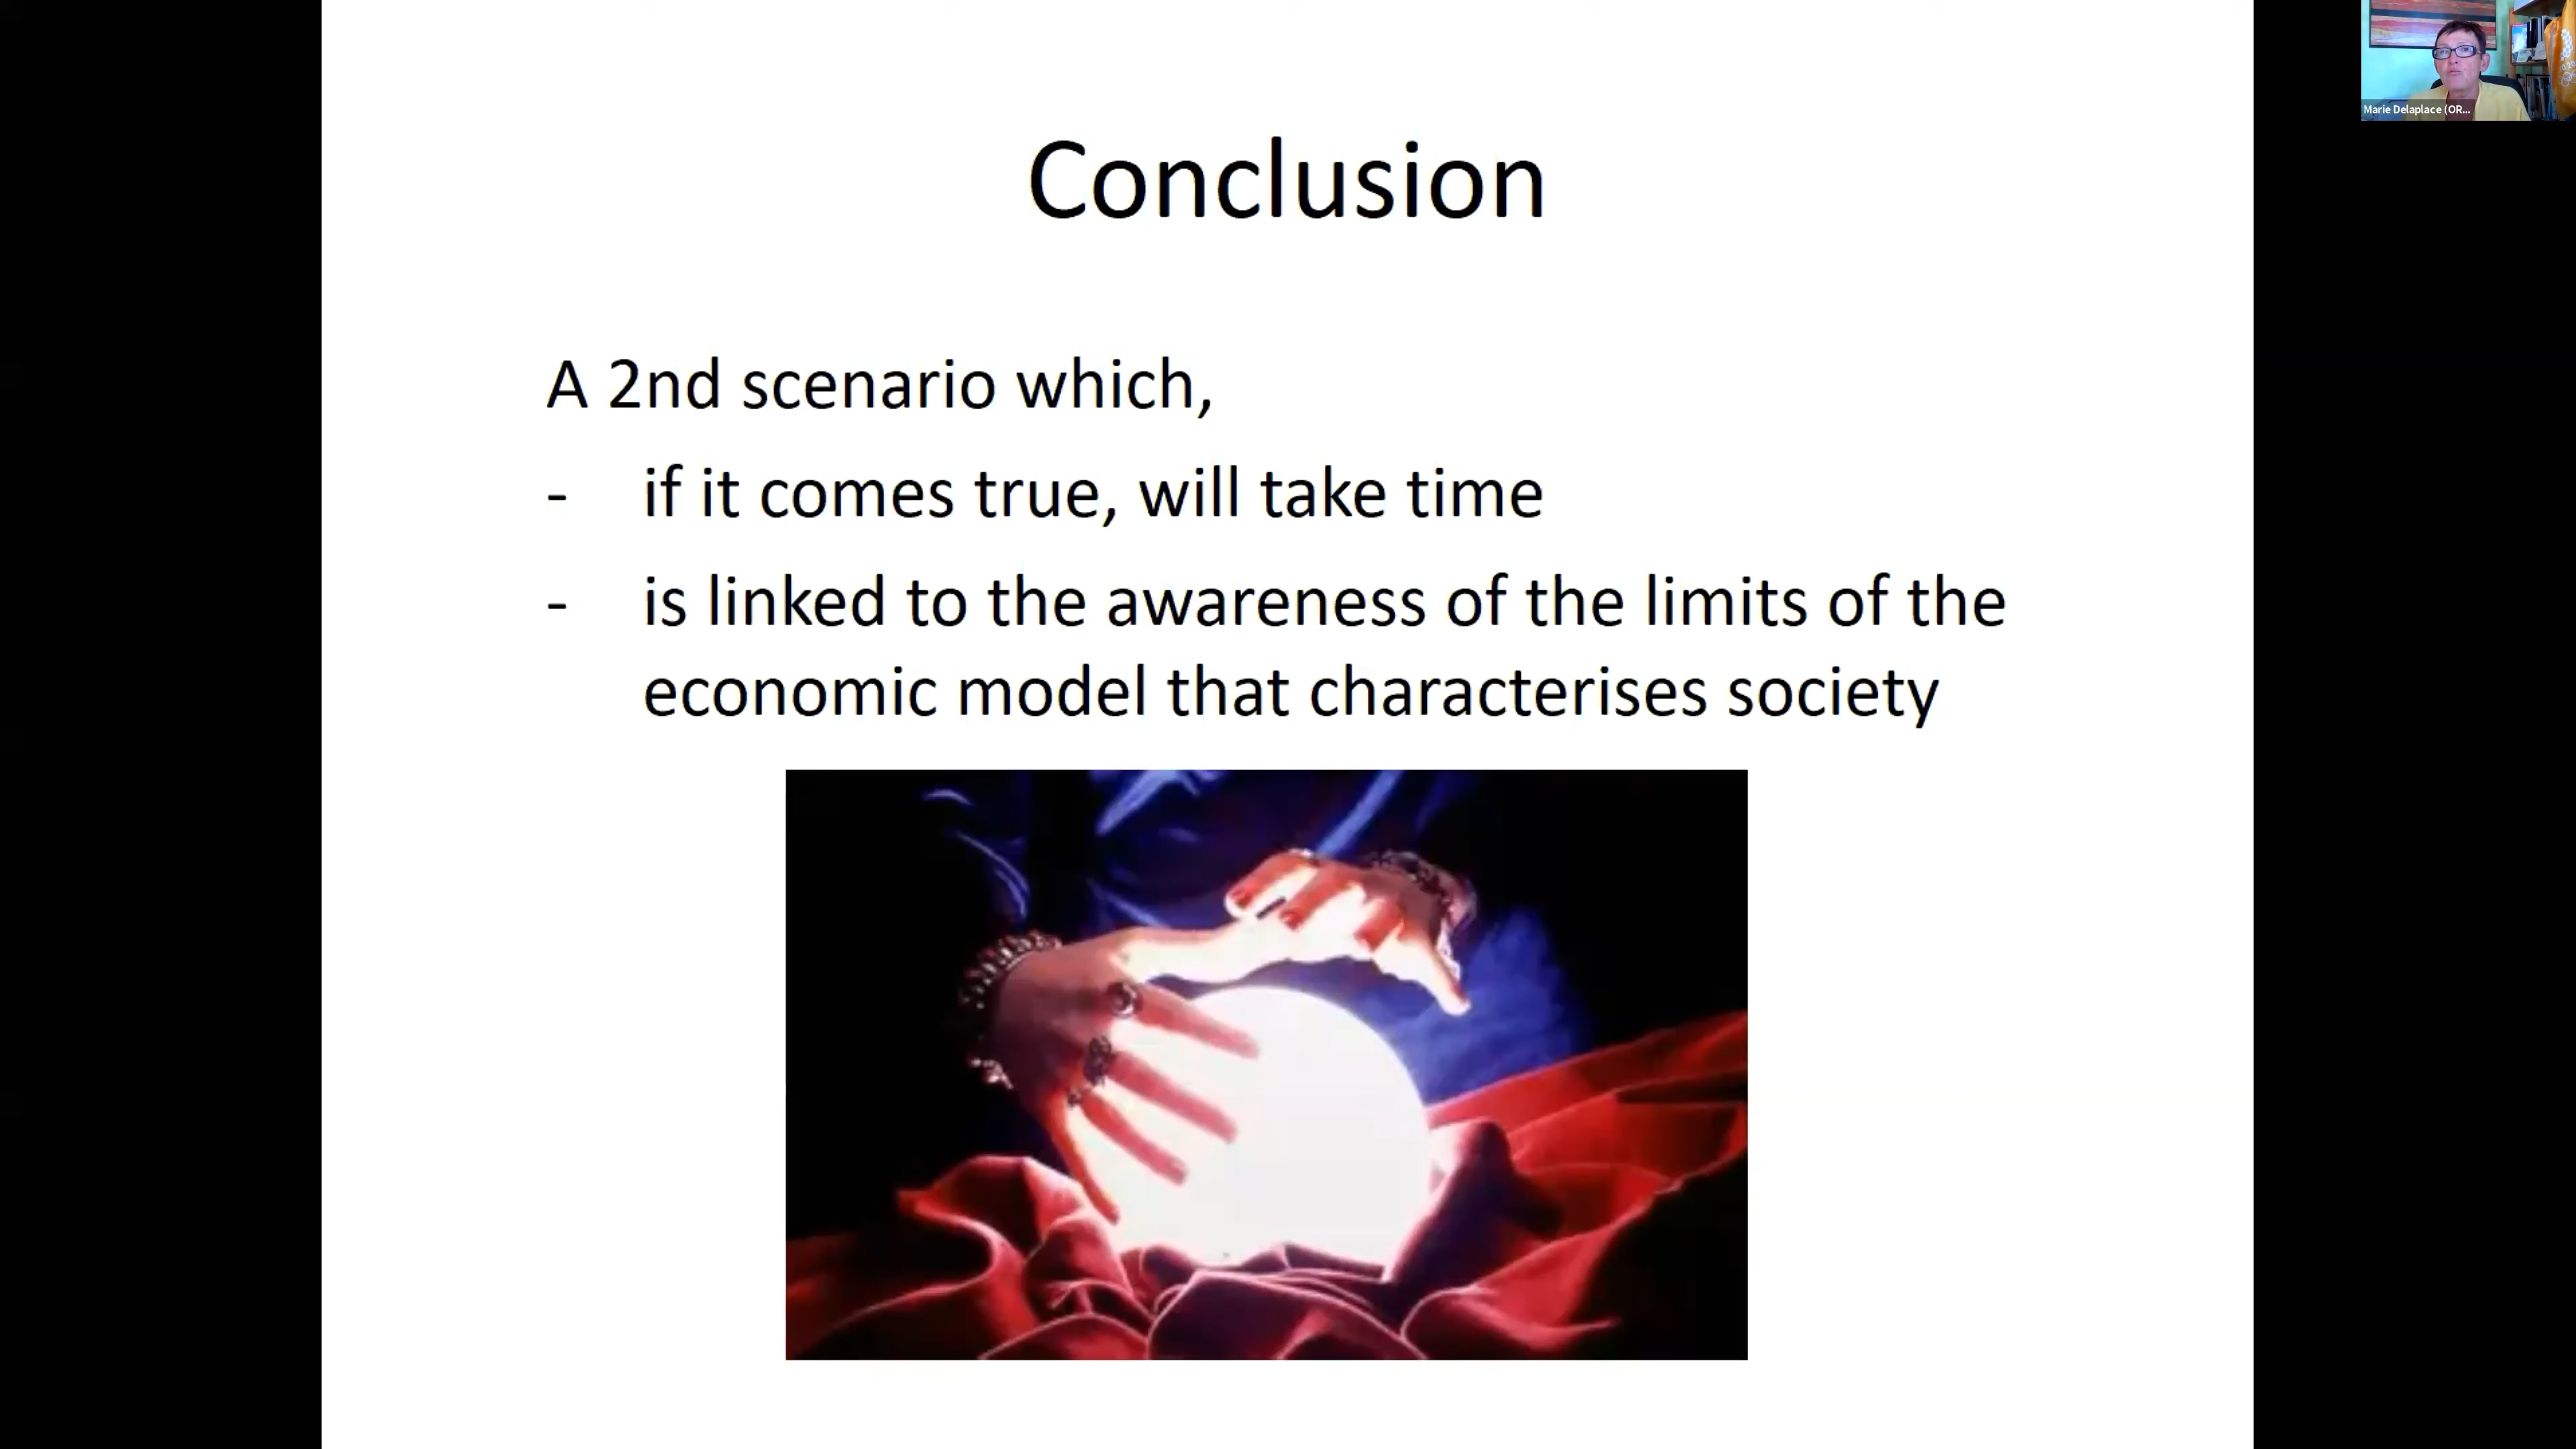 Marie Delaplace (OR...
Conclusion
A 2nd scenario which,
- if it comes true, will take time
- is linked to the awareness of the limits of the
economic model that characterises society